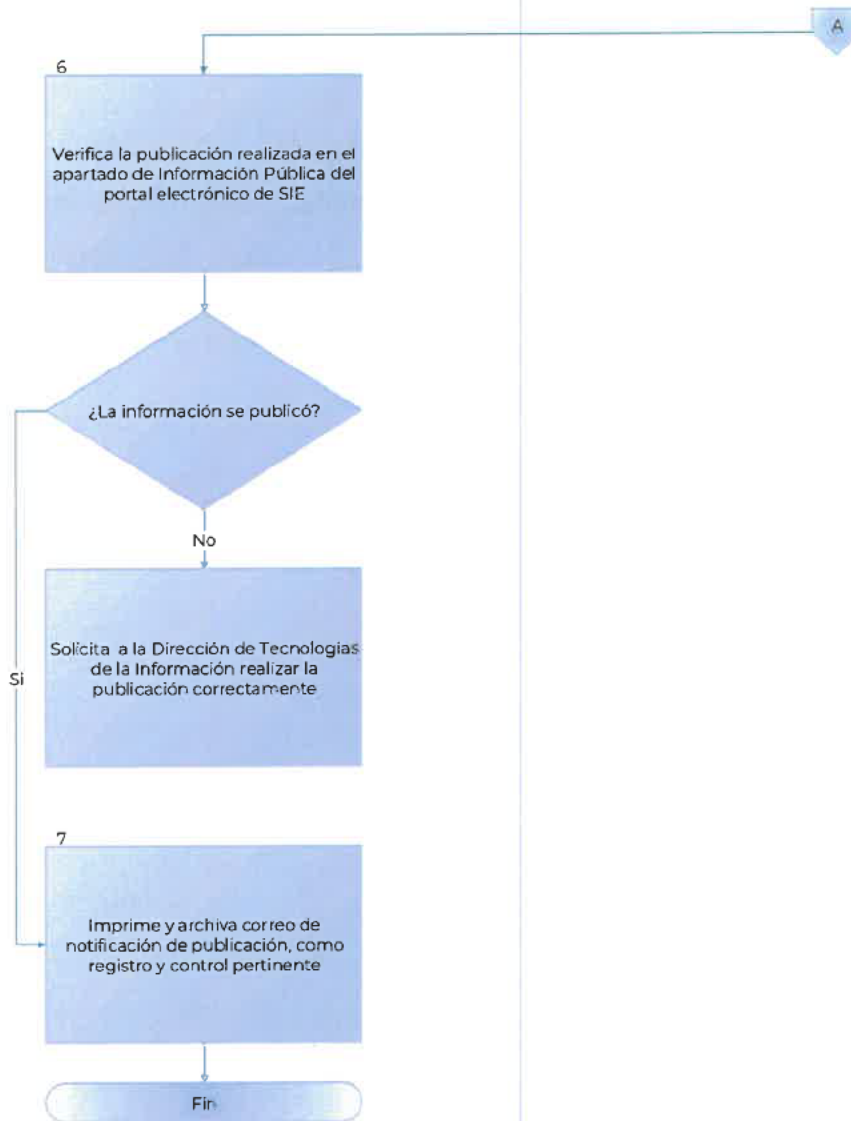 A
6
Verifica la publicación realizada en el
apartado de Información Pública del
portal electrónico de SIE
¿La información se publicó?
No
Solicita a la Dirección de Tecnologías
de la Información realizar la
publicación correctamente
Si
7
Imprime y archiva correo de
notificación de publicación, como
registro y control pertinente
Fin